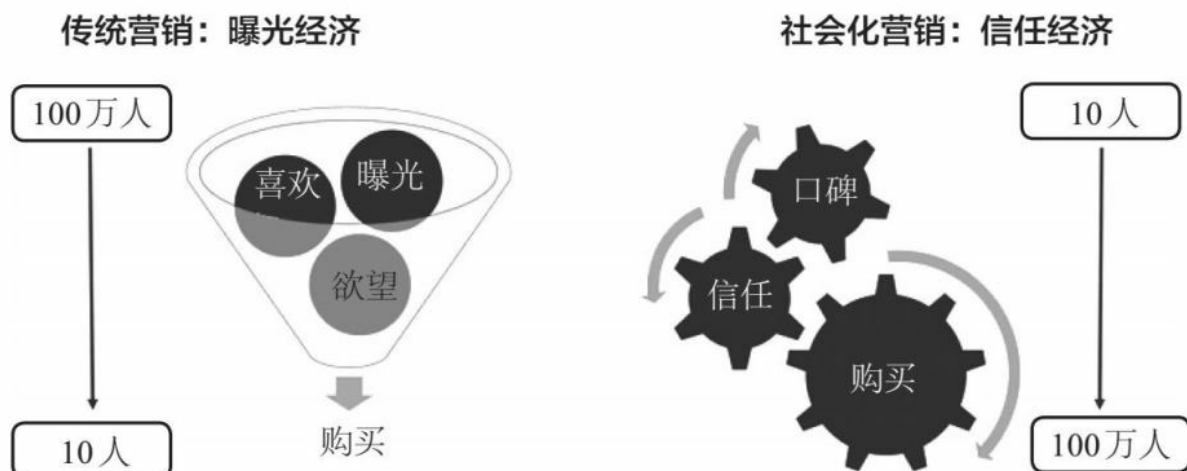 传统营销：曝光经济
100万人
喜欢
曝光
欲望
购买
10人
社会化营销：信任经济
10人
口碑
信任
购买
100万人